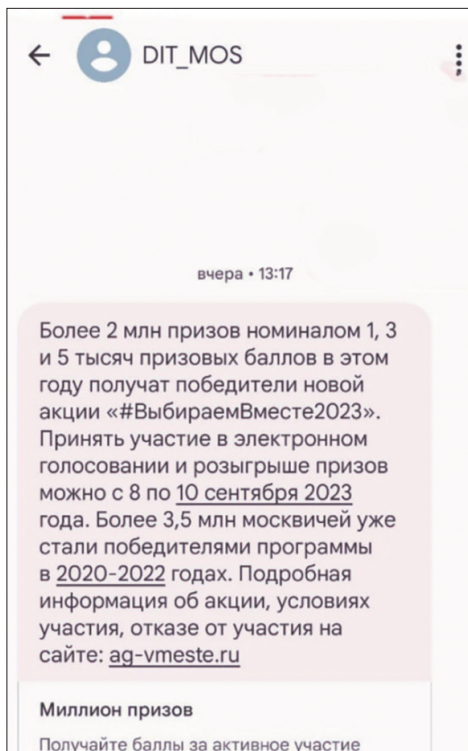 DIT_MOS
вчера • 13:17
Более 2 млн призов номиналом 1, 3
и 5 тысяч призовых баллов в этом
году получат победители новой
акции «#ВыбираемВместе2023».
Принять участие в электронном
голосовании и розыгрыше призов
можно с 8 по 10 сентября 2023
года. Более 3,5 млн москвичей уже
стали победителями программы
в 2020-2022 годах. Подробная
информация об акции, условиях
участия, отказе от участия на
сайте: ag-vmeste.ru
Миллион призов
Получайте баллы за активное участие